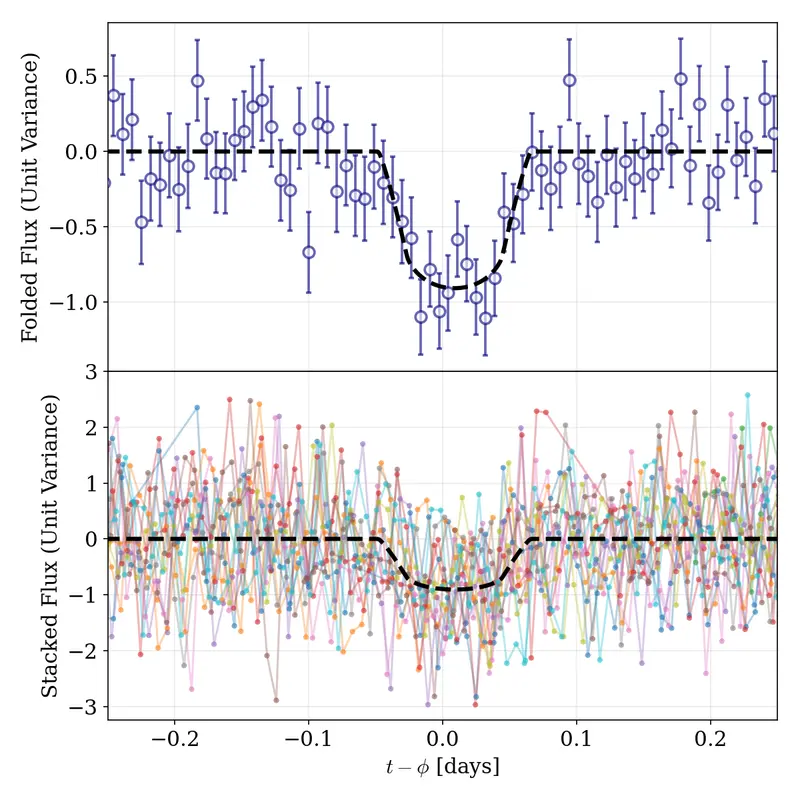 Folded Flux (Unit Variance)
0.5
0.0
−0.5
−1.0
Stacked Flux (Unit Variance)
3
2
1
0
−1
−2
−3
−0.2 −0.1 0.0 0.1 0.2
t − ϕ [days]